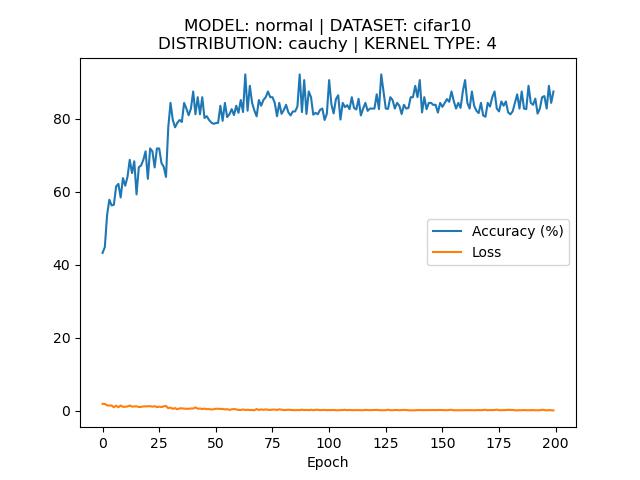 MODEL: normal | DATASET: cifar10
DISTRIBUTION: cauchy | KERNEL TYPE: 4
80
60
40
20
0
Accuracy (%)
Loss
0 25 50 75 100 125 150 175 200
Epoch